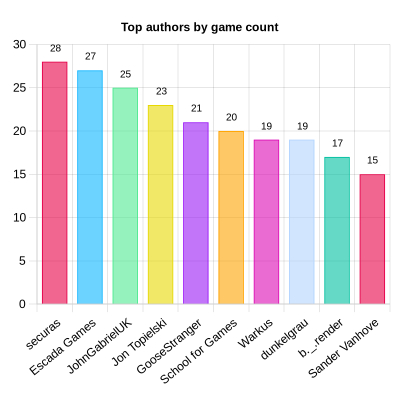 Top authors by game count
30
25
20
15
10
5
0
28
27
25
23
21
20
19
19
17
15
securas
Escada Games
JohnGabrielUK
Jon Topielski
GooseStranger
School for Games
Warkus
dunkelgrau
b._.render
Sander Vanhove